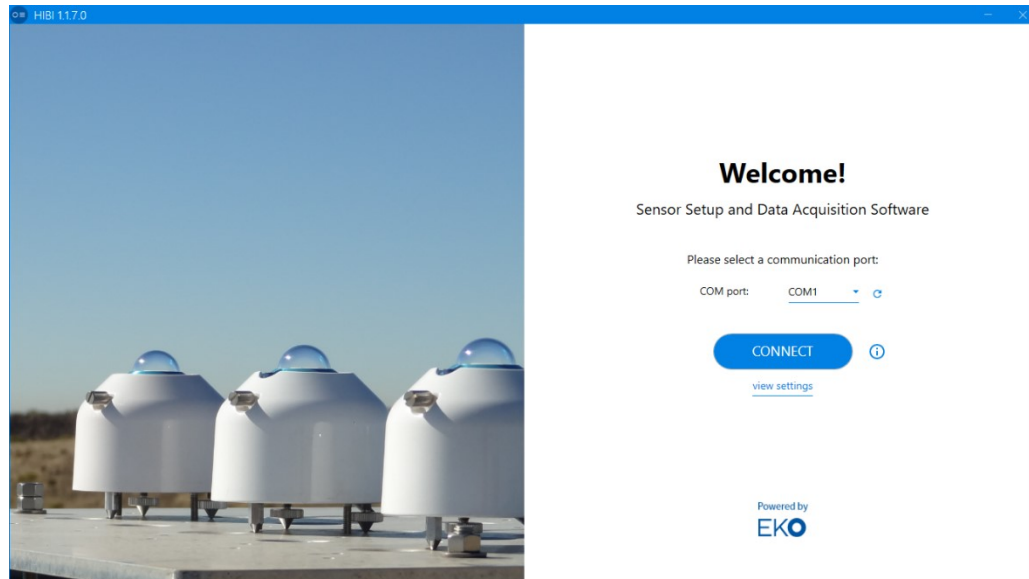 HIBI 1.1.7.0
Welcome!
Sensor Setup and Data Acquisition Software
Please select a communication port:
COM port: COM1
CONNECT
view settings
Powered by
EKO